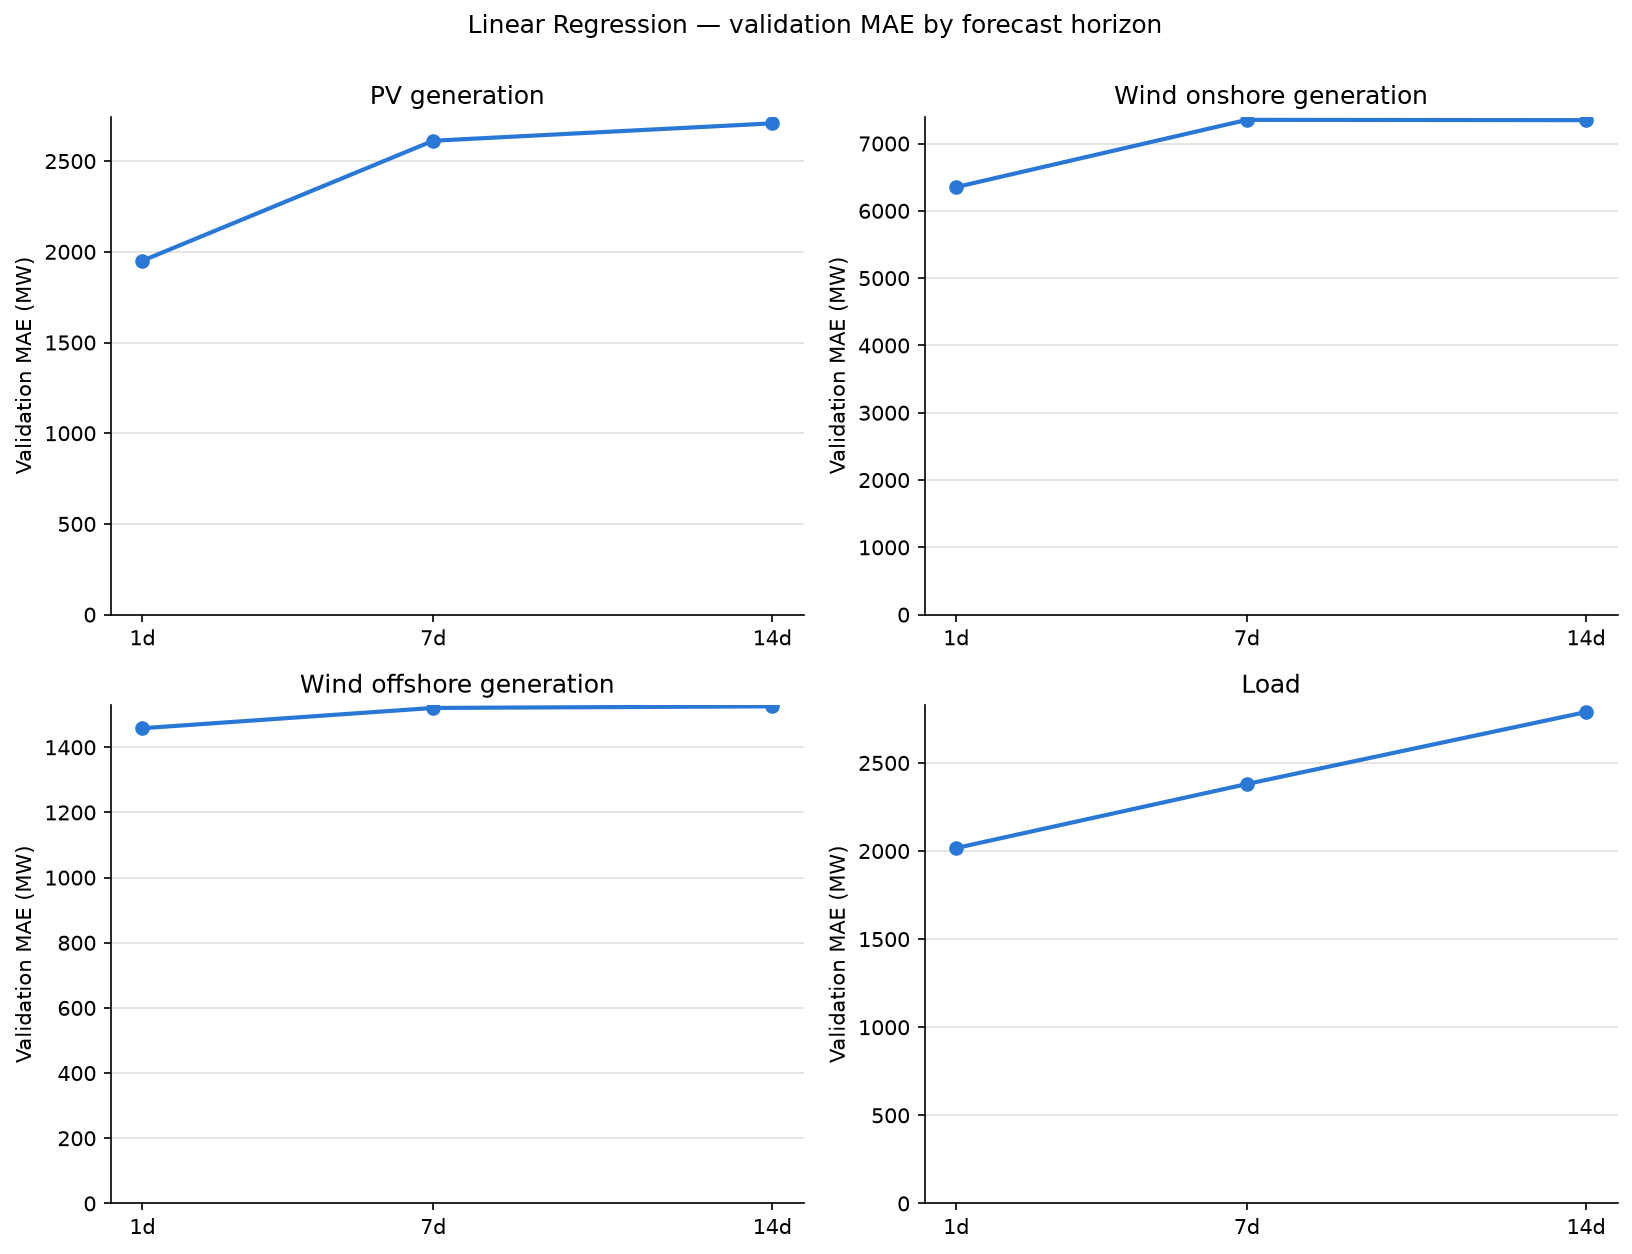 Linear Regression — validation MAE by forecast horizon
PV generation
Validation MAE (MW)
2500
2000
1500
1000
500
0
1d 7d 14d
Wind onshore generation
Validation MAE (MW)
7000
6000
5000
4000
3000
2000
1000
0
1d 7d 14d
Wind offshore generation
Validation MAE (MW)
1400
1200
1000
800
600
400
200
0
1d 7d 14d
Load
Validation MAE (MW)
2500
2000
1500
1000
500
0
1d 7d 14d